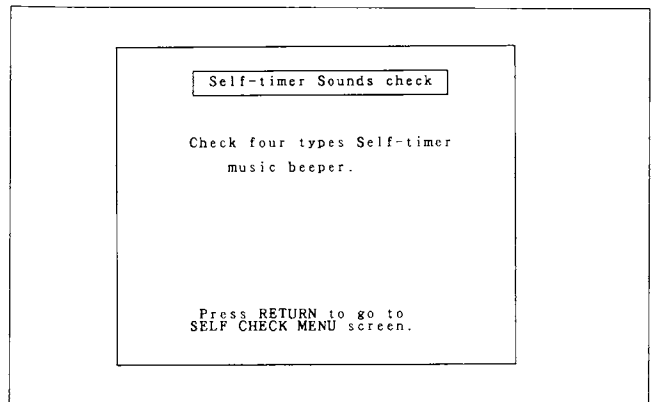 Self-timer Sounds check
Check four types Self-timer
music beeper.
Press RETURN to go to
SELF CHECK MENU screen.